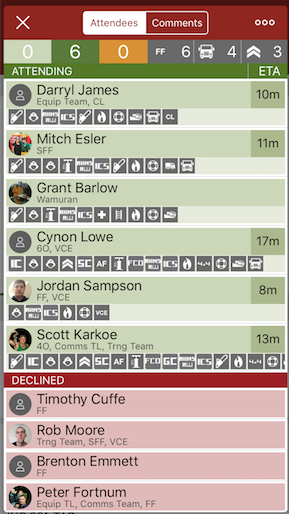 Attendees Comments
0 6 0 FF 6 4 3
ATTENDING ETA
Darryl James 10m
Equip Team, CL
CL
Mitch Esler 11m
SFF
Grant Barlow
Wamuran
Cynon Lowe 17m
6O, VCE
IC SC AF FCO ICS 4x4
Jordan Sampson 8m
FF, VCE
ICS VCE
Scott Karkoe 13m
4O, Comms TL, Trng Team
IC SC AF FCO GC ICS 4x4
DECLINED
Timothy Cuffe
FF
Rob Moore
Trng Team, SFF, VCE
Brenton Emmett
FF
Peter Fortnum
Equip TL, Comms Team, FF